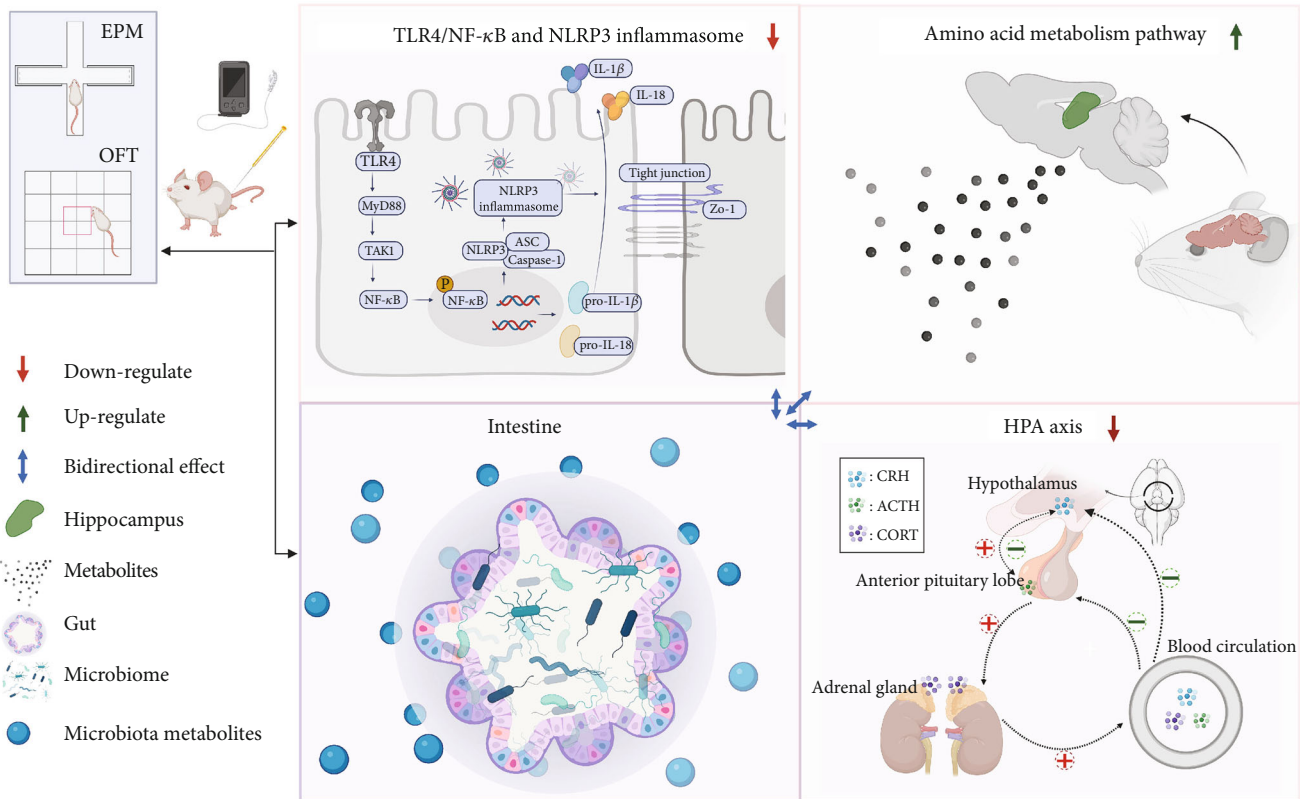 EPM
OFT
Down-regulate
Up-regulate
Bidirectional effect
Hippocampus
Metabolites
Gut
Microbiome
Microbiota metabolites
TLR4/NF-κB and NLRP3 inflammasome
IL-1β
IL-18
TLR4
MyD88
TAK1
NF-κB
P
NF-κB
NLRP3
inflammasome
NLRP3
ASC
Caspase-1
Tight junction
Zo-1
pro-IL-1β
pro-IL-18
Amino acid metabolism pathway
Intestine
HPA axis
: CRH
: ACTH
: CORT
Hypothalamus
+
−
Anterior pituitary lobe
−
+
−
Blood circulation
Adrenal gland
+